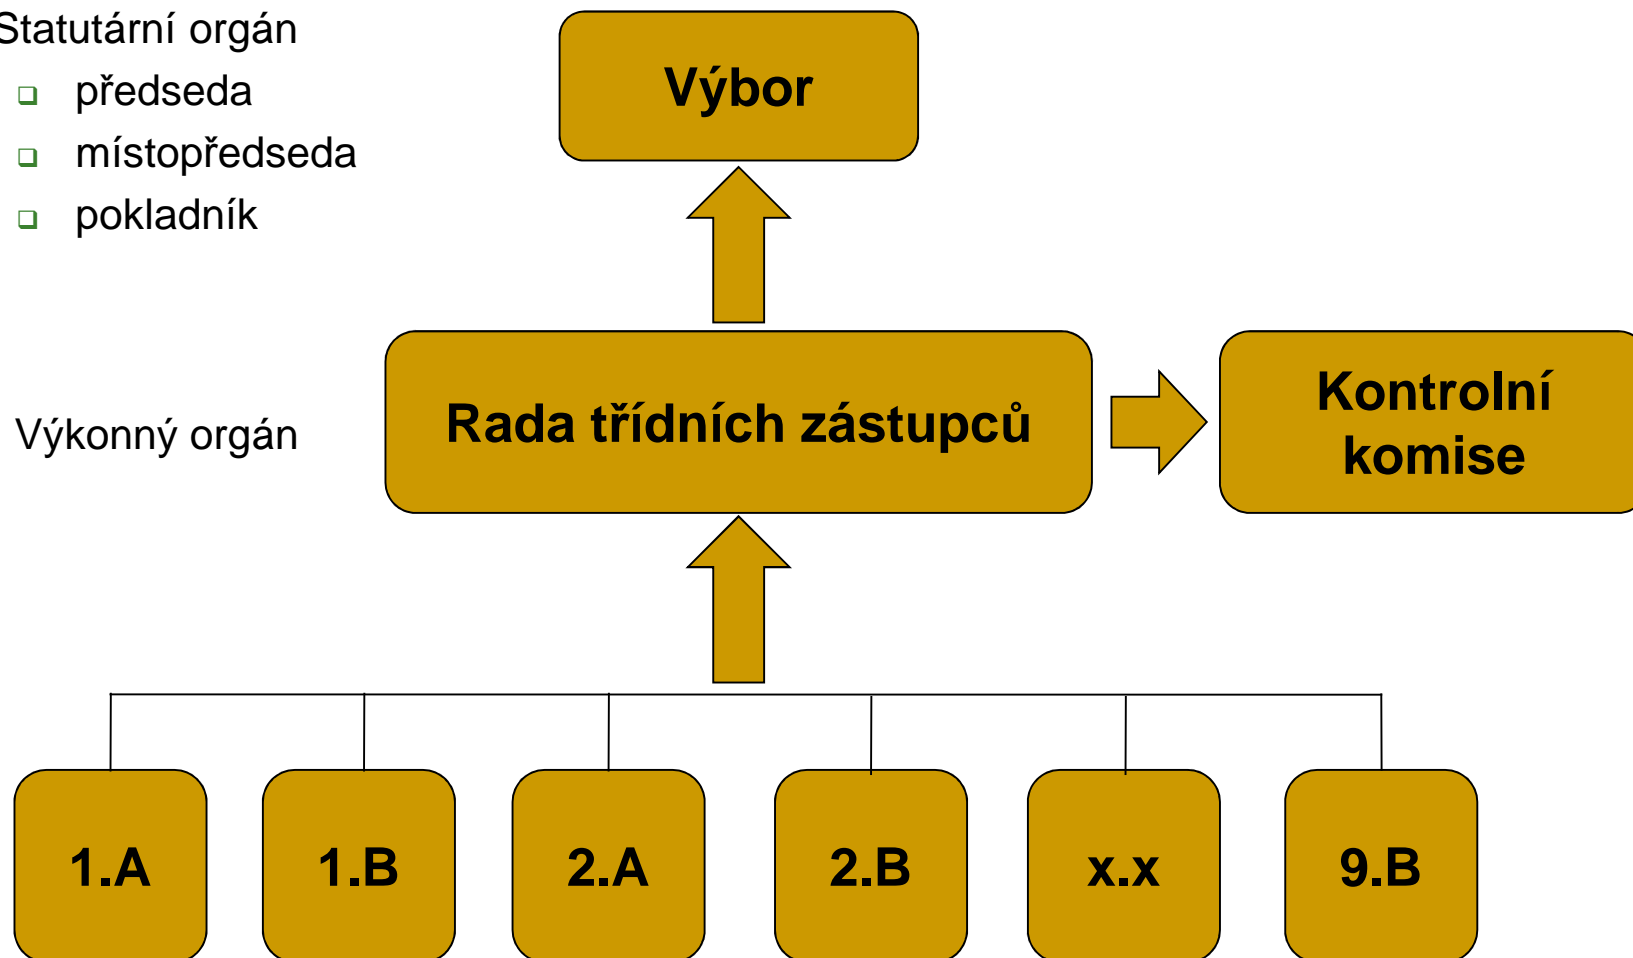 Statutární orgán
předseda
místopředseda
pokladník
Výbor
Výkonný orgán
Rada třídních zástupců
Kontrolní
komise
1.A
1.B
2.A
2.B
x.x
9.B